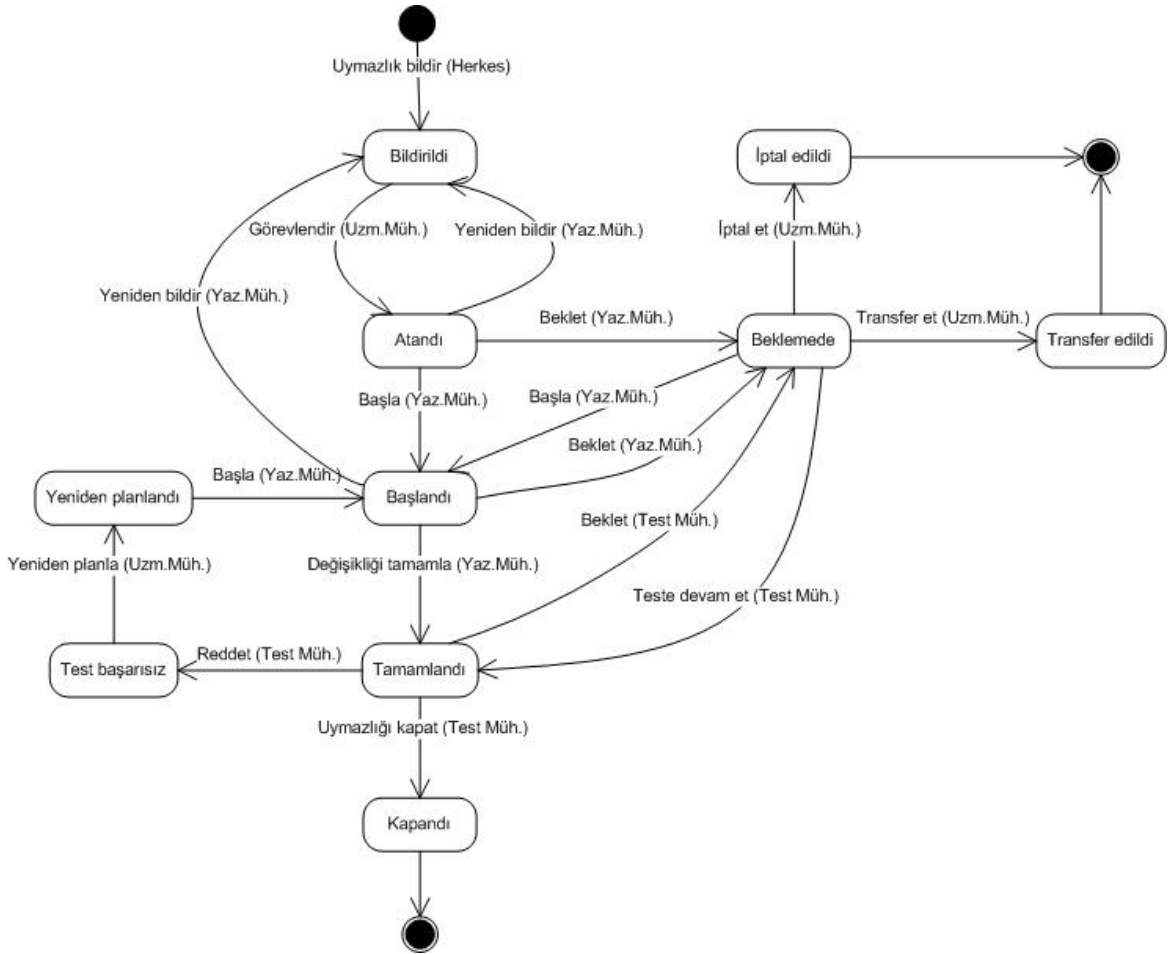 Uymazlık bildir (Herkes)
Bildirildi
İptal edildi
Görevlendir (Uzm.Müh.)
Yeniden bildir (Yaz.Müh.)
İptal et (Uzm.Müh.)
Yeniden bildir (Yaz.Müh.)
Atandı
Beklet (Yaz.Müh.)
Beklemede
Transfer et (Uzm.Müh.)
Transfer edildi
Başla (Yaz.Müh.)
Başla (Yaz.Müh.)
Beklet (Yaz.Müh.)
Yeniden planlandı
Başla (Yaz.Müh.)
Başlandı
Beklet (Test Müh.)
Yeniden planla (Uzm.Müh.)
Değişikliği tamamla (Yaz.Müh.)
Teste devam et (Test Müh.)
Test başarısız
Reddet (Test Müh.)
Tamamlandı
Uymazlığı kapat (Test Müh.)
Kapandı